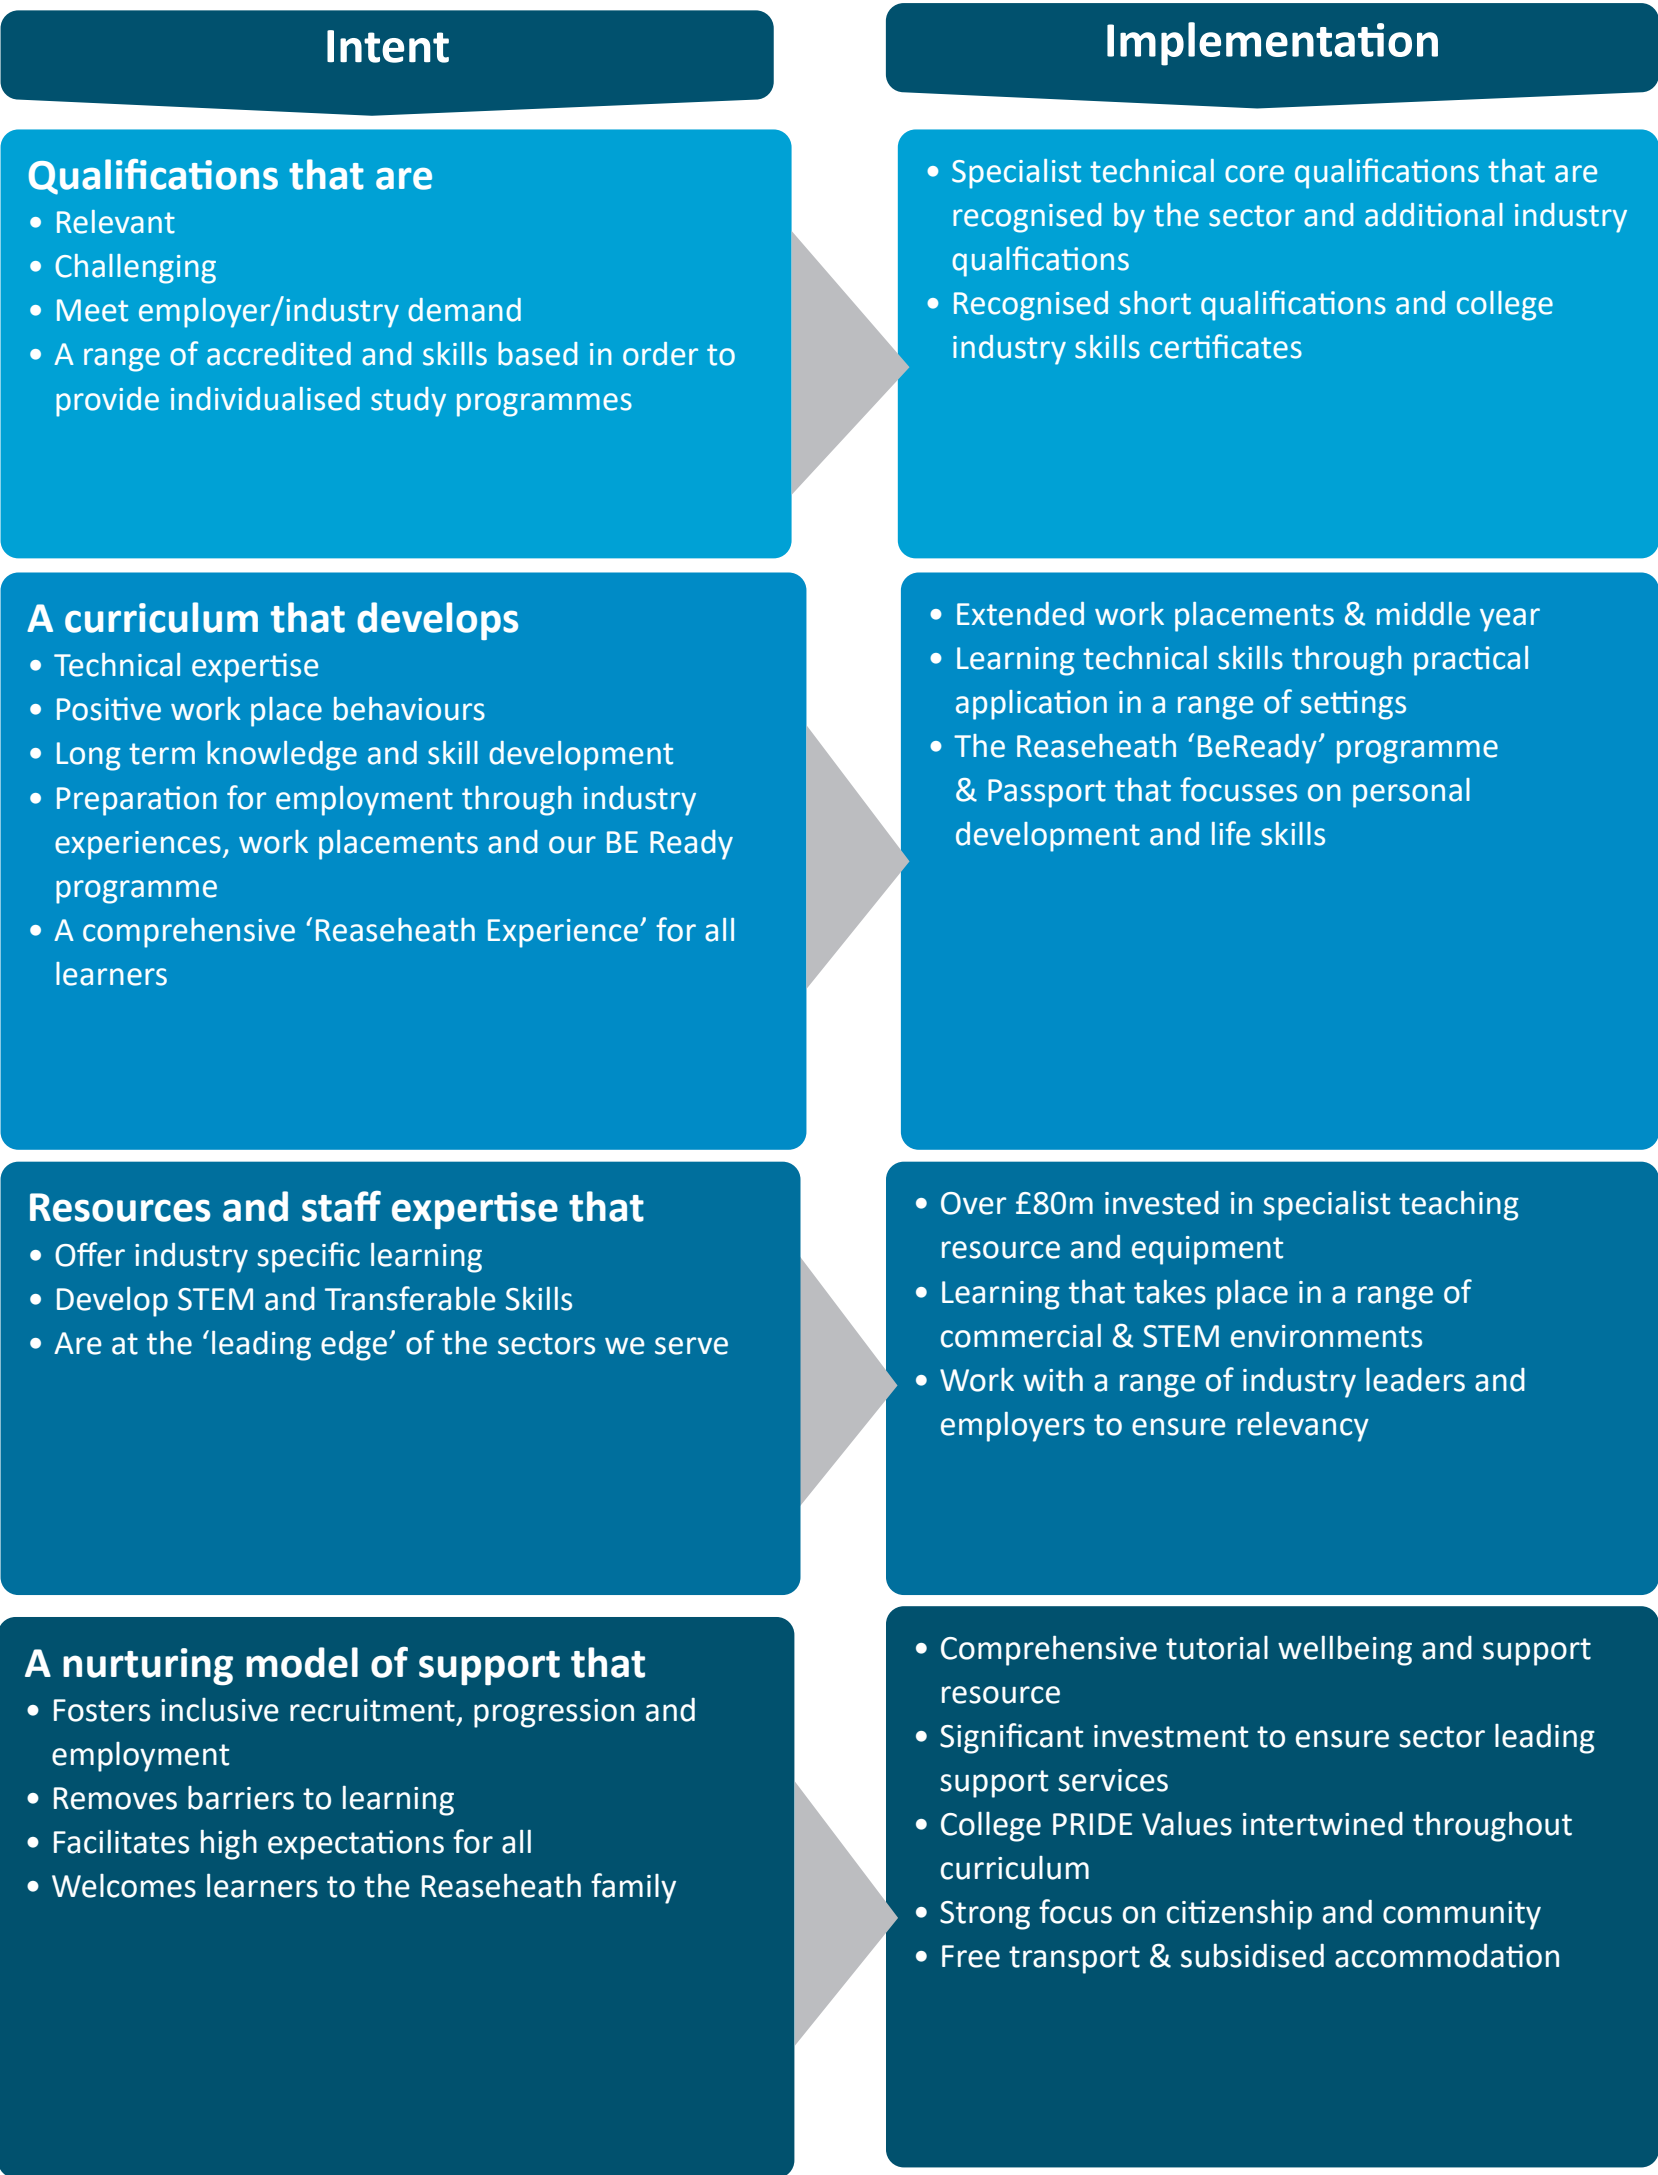 Intent
Implementation
Qualifications that are
• Relevant
• Challenging
• Meet employer/industry demand
• A range of accredited and skills based in order to
provide individualised study programmes
• Specialist technical core qualifications that are
recognised by the sector and additional industry
qualfications
• Recognised short qualifications and college
industry skills certificates
A curriculum that develops
• Technical expertise
• Positive work place behaviours
• Long term knowledge and skill development
• Preparation for employment through industry
experiences, work placements and our BE Ready
programme
• A comprehensive ‘Reaseheath Experience’ for all
learners
• Extended work placements & middle year
• Learning technical skills through practical
application in a range of settings
• The Reaseheath ‘BeReady’ programme
& Passport that focusses on personal
development and life skills
Resources and staff expertise that
• Offer industry specific learning
• Develop STEM and Transferable Skills
• Are at the ‘leading edge’ of the sectors we serve
• Over £80m invested in specialist teaching
resource and equipment
• Learning that takes place in a range of
commercial & STEM environments
• Work with a range of industry leaders and
employers to ensure relevancy
A nurturing model of support that
• Fosters inclusive recruitment, progression and
employment
• Removes barriers to learning
• Facilitates high expectations for all
• Welcomes learners to the Reaseheath family
• Comprehensive tutorial wellbeing and support
resource
• Significant investment to ensure sector leading
support services
• College PRIDE Values intertwined throughout
curriculum
• Strong focus on citizenship and community
• Free transport & subsidised accommodation